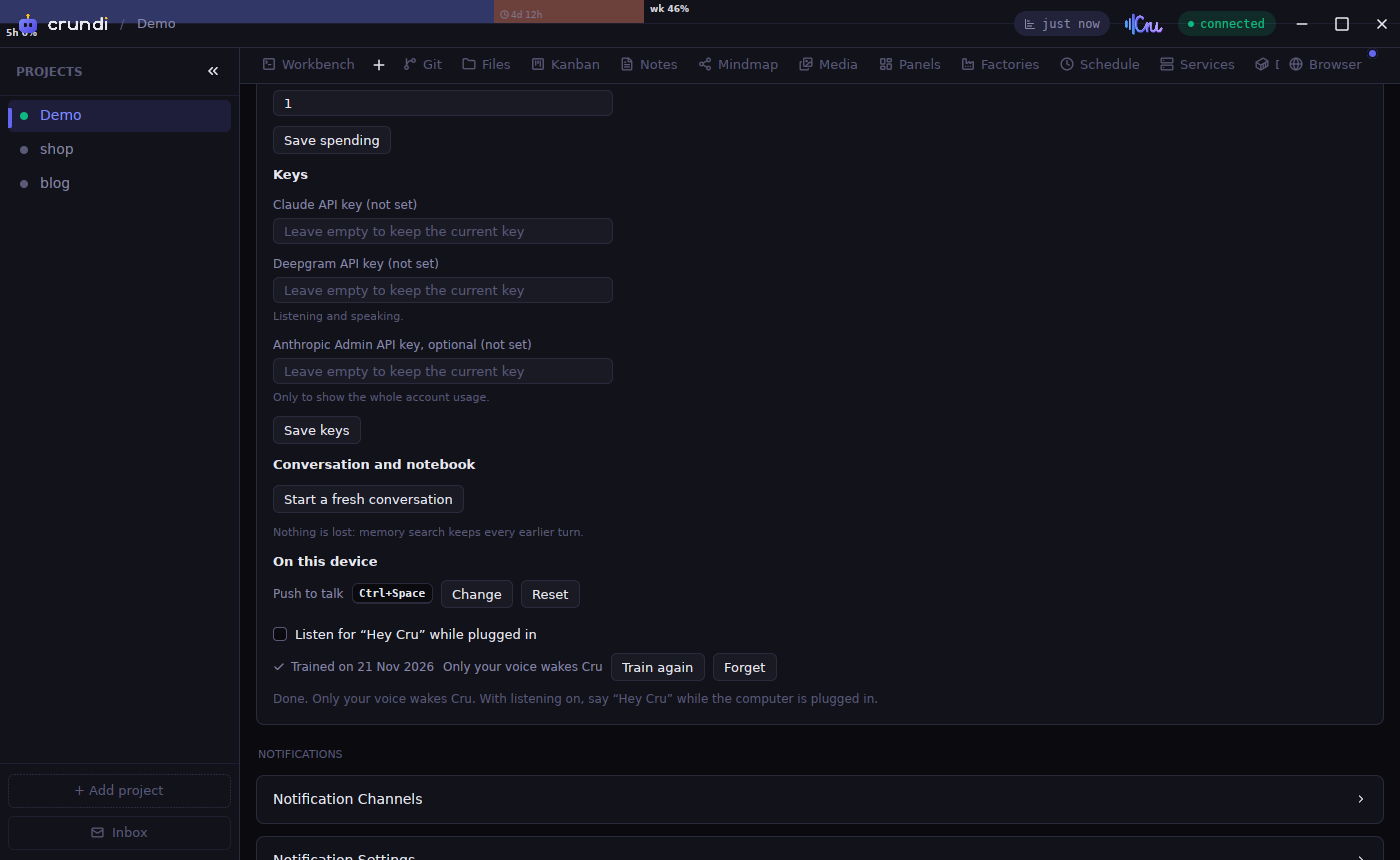 4d 12h
wk 46%
crundi / Demo
just now
Cru
connected
5h 6%
PROJECTS
Workbench
Git
Files
Kanban
Notes
Mindmap
Media
Panels
Factories
Schedule
Services
Browser
Demo
shop
blog
1
Save spending
Keys
Claude API key (not set)
Leave empty to keep the current key
Deepgram API key (not set)
Leave empty to keep the current key
Listening and speaking.
Anthropic Admin API key, optional (not set)
Leave empty to keep the current key
Only to show the whole account usage.
Save keys
Conversation and notebook
Start a fresh conversation
Nothing is lost: memory search keeps every earlier turn.
On this device
Push to talk Ctrl+Space Change Reset
Listen for “Hey Cru” while plugged in
Trained on 21 Nov 2026 Only your voice wakes Cru Train again Forget
Done. Only your voice wakes Cru. With listening on, say “Hey Cru” while the computer is plugged in.
NOTIFICATIONS
Notification Channels
Notification Settings
+ Add project
Inbox